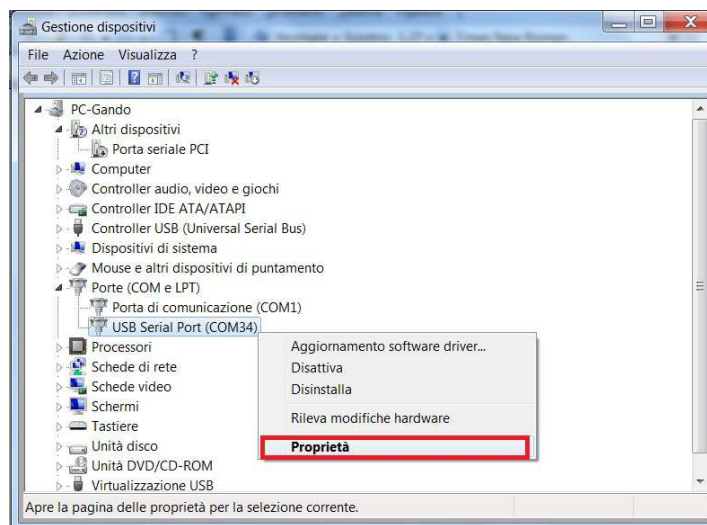 Gestione dispositivi
File Azione Visualizza ?
PC-Gando
Altri dispositivi
Porta seriale PCI
Computer
Controller audio, video e giochi
Controller IDE ATA/ATAPI
Controller USB (Universal Serial Bus)
Dispositivi di sistema
Mouse e altri dispositivi di puntamento
Porte (COM e LPT)
Porta di comunicazione (COM1)
USB Serial Port (COM34)
Processori
Schede di rete
Schede video
Schermi
Tastiere
Unità disco
Unità DVD/CD-ROM
Virtualizzazione USB
Aggiornamento software driver...
Disattiva
Disinstalla
Rileva modifiche hardware
Proprietà
Apre la pagina delle proprietà per la selezione corrente.